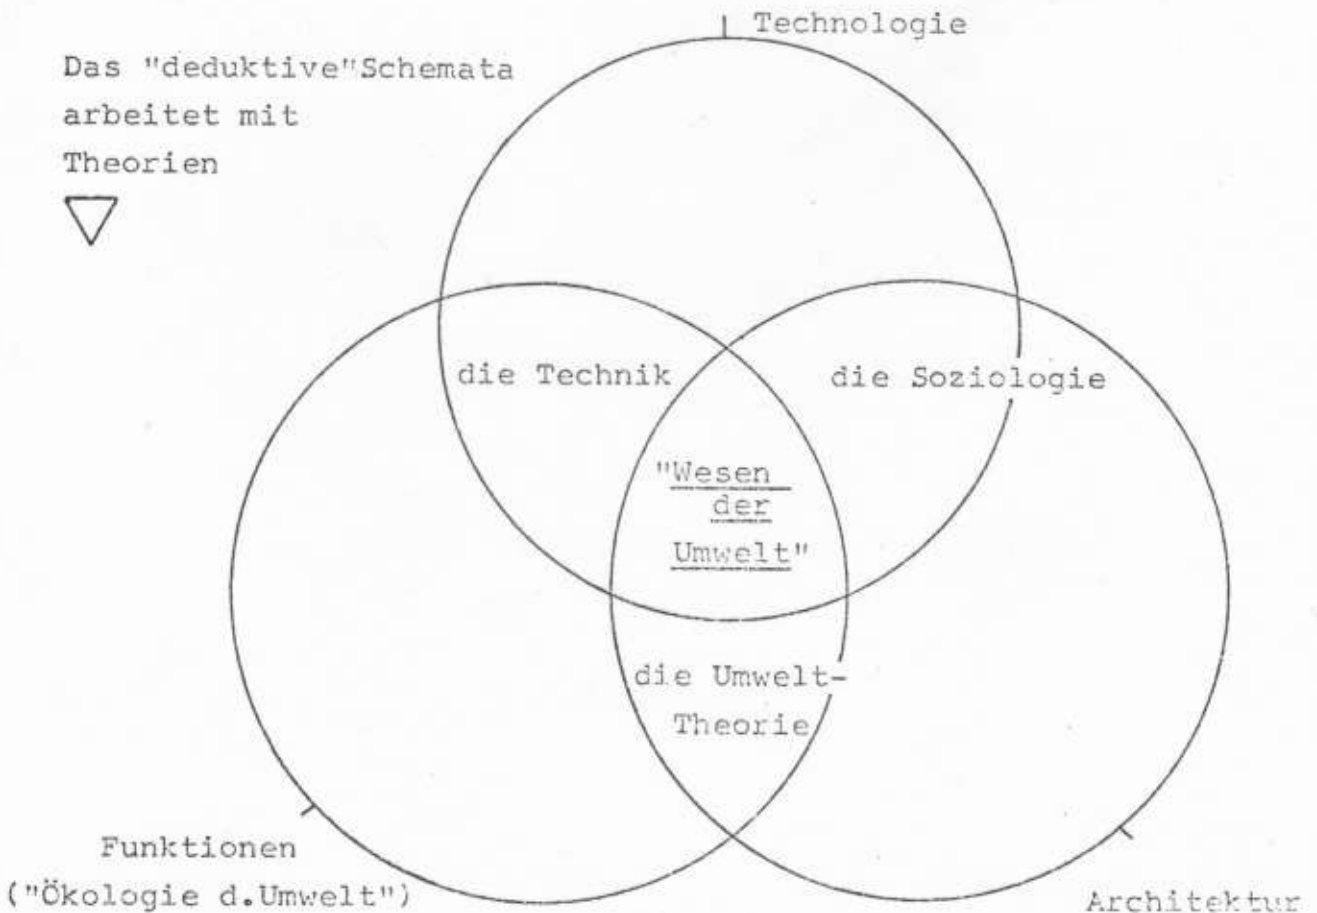 Technologie
Das "deduktive"Schemata
arbeitet mit
Theorien
die Technik
die Soziologie
"Wesen
der
Umwelt"
die Umwelt-
Theorie
Funktionen
("Ökologie d.Umwelt")
Architektur